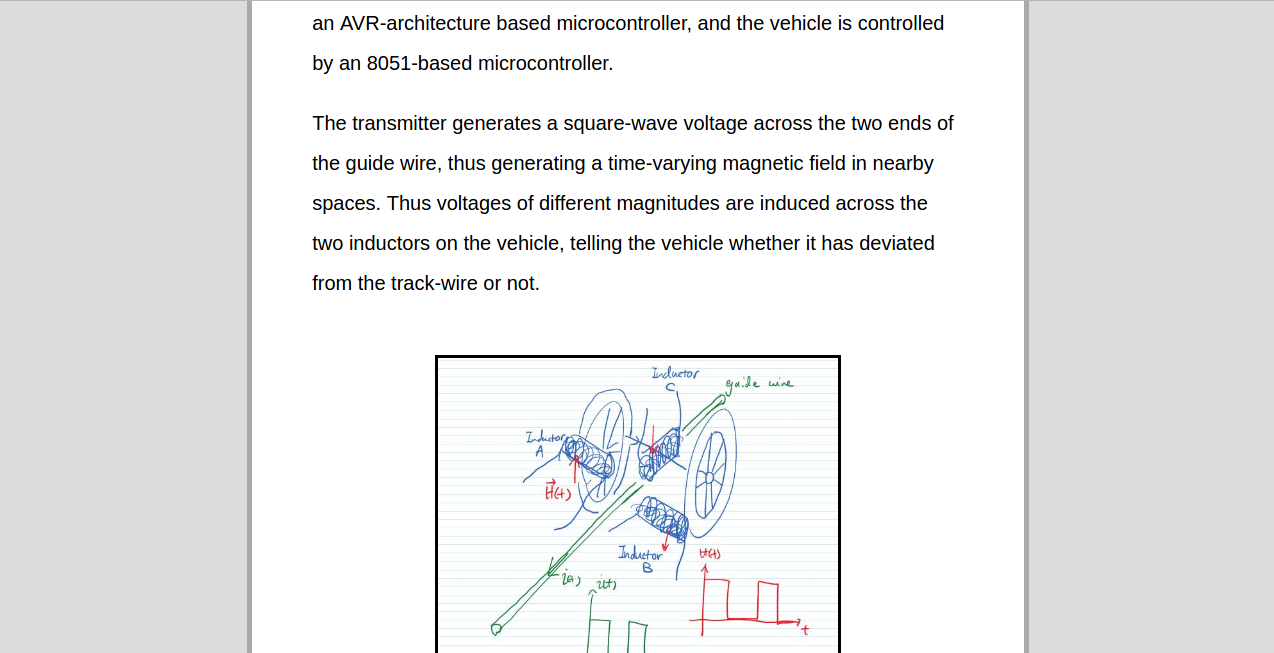 an AVR-architecture based microcontroller, and the vehicle is controlled
by an 8051-based microcontroller.
The transmitter generates a square-wave voltage across the two ends of
the guide wire, thus generating a time-varying magnetic field in nearby
spaces. Thus voltages of different magnitudes are induced across the
two inductors on the vehicle, telling the vehicle whether it has deviated
from the track-wire or not.
Inductor
C
guide wire
Inductor
A
H(t)
Inductor
B
H(t)
i(t)
i(t)
t